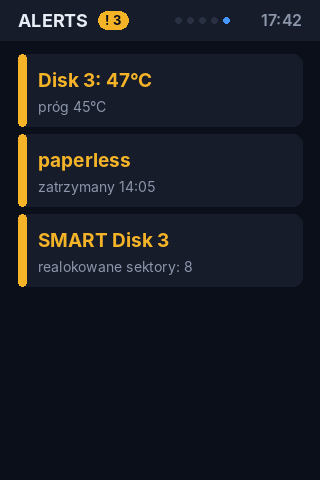 ALERTS ! 3 17:42
Disk 3: 47°C
próg 45°C
paperless
zatrzymany 14:05
SMART Disk 3
realokowane sektory: 8